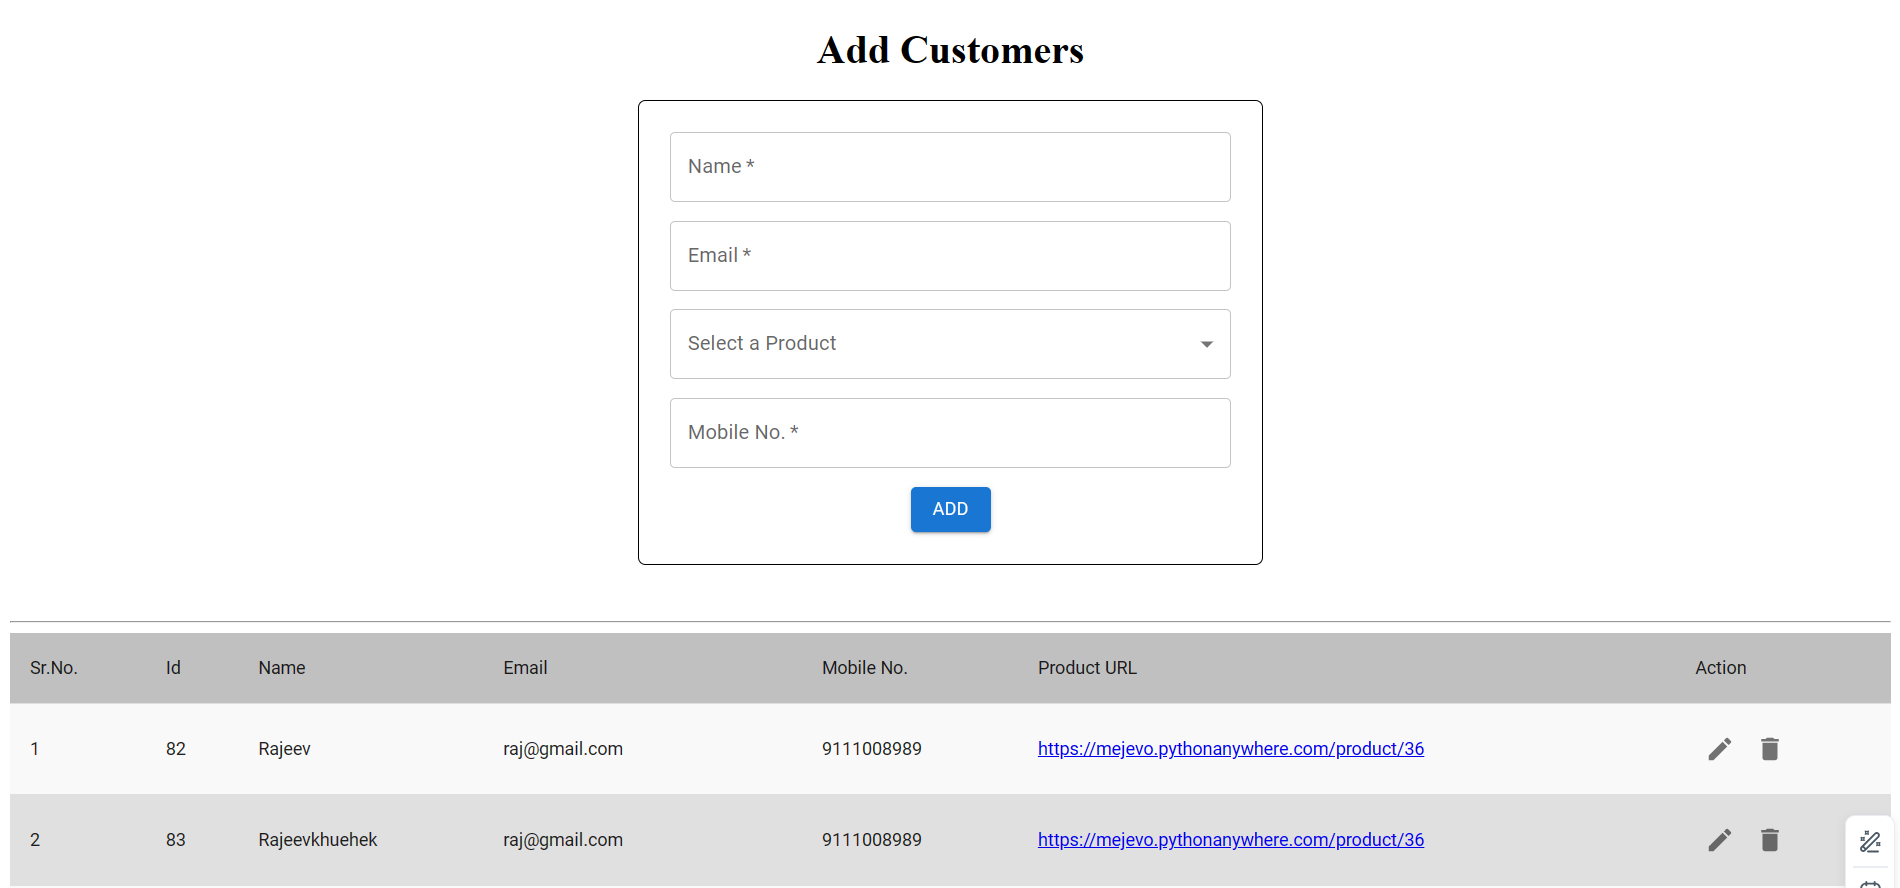 Add Customers
Name *
Email *
Select a Product
Mobile No. *
ADD
Sr.No. Id Name Email Mobile No. Product URL Action
1 82 Rajeev raj@gmail.com 9111008989 https://mejevo.pythonanywhere.com/product/36
2 83 Rajeevkhuehek raj@gmail.com 9111008989 https://mejevo.pythonanywhere.com/product/36